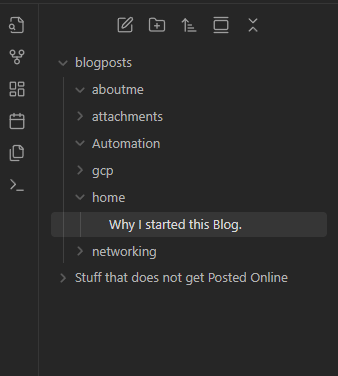 blogposts
aboutme
attachments
Automation
gcp
home
Why I started this Blog.
networking
Stuff that does not get Posted Online